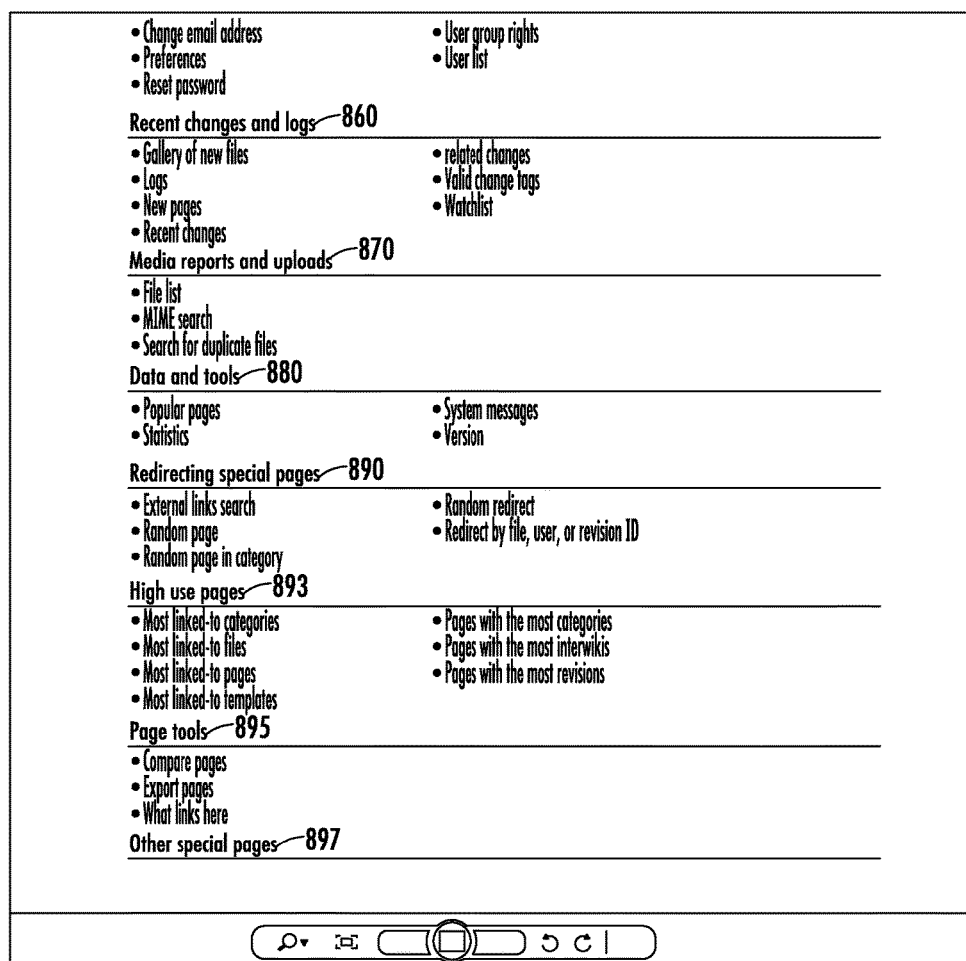 • Change email address
• Preferences
• Reset password
• User group rights
• User list
Recent changes and logs 860
• Gallery of new files
• Logs
• New pages
• Recent changes
• related changes
• Valid change tags
• Watchlist
Media reports and uploads 870
• File list
• MIME search
• Search for duplicate files
Data and tools 880
• Popular pages
• Statistics
• System messages
• Version
Redirecting special pages 890
• External links search
• Random page
• Random page in category
• Random redirect
• Redirect by file, user, or revision ID
High use pages 893
• Most linked-to categories
• Most linked-to files
• Most linked-to pages
• Most linked-to templates
• Pages with the most categories
• Pages with the most interwikis
• Pages with the most revisions
Page tools 895
• Compare pages
• Export pages
• What links here
Other special pages 897